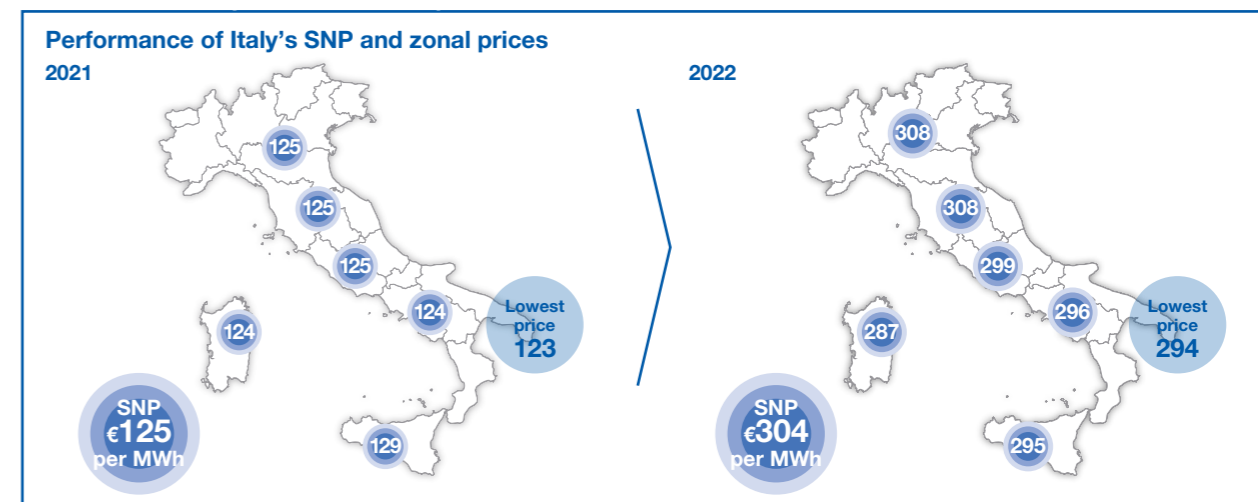 Performance of Italy's SNP and zonal prices
2021
125
125
125
124
Lowest
price
123
124
SNP
€125
per MWh
129
2022
308
308
299
296
Lowest
price
294
287
SNP
€304
per MWh
295